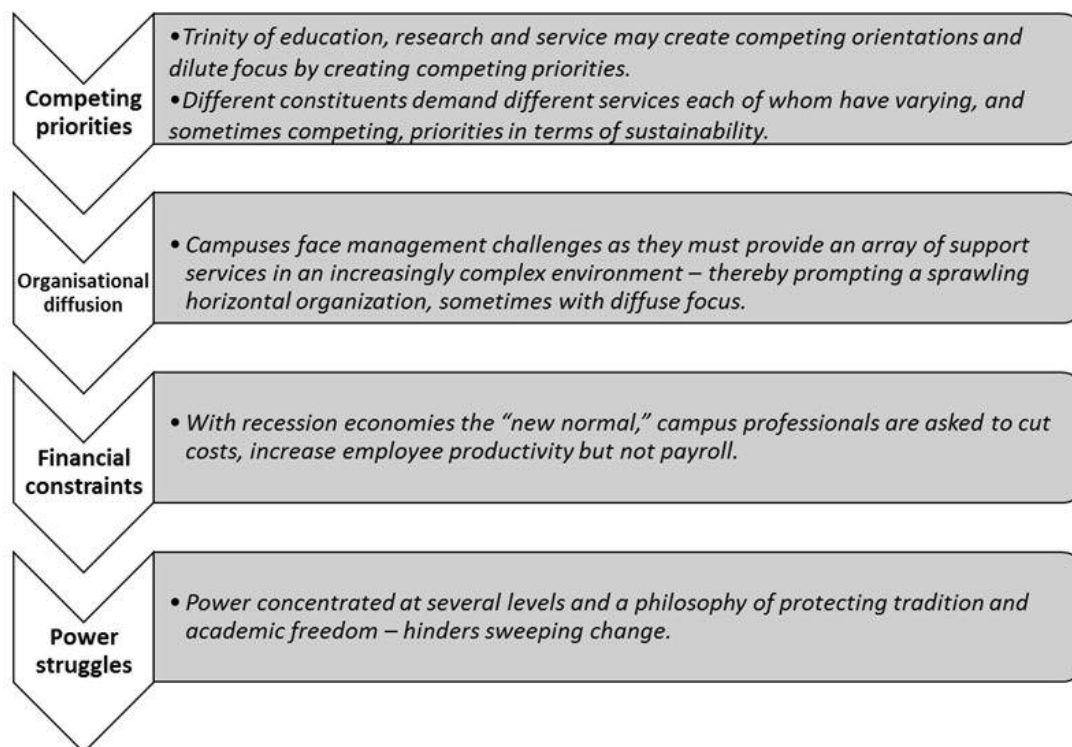 Competing
priorities
•Trinity of education, research and service may create competing orientations and
dilute focus by creating competing priorities.
•Different constituents demand different services each of whom have varying, and
sometimes competing, priorities in terms of sustainability.
Organisational
diffusion
• Campuses face management challenges as they must provide an array of support
services in an increasingly complex environment – thereby prompting a sprawling
horizontal organization, sometimes with diffuse focus.
Financial
constraints
• With recession economies the “new normal,” campus professionals are asked to cut
costs, increase employee productivity but not payroll.
Power
struggles
• Power concentrated at several levels and a philosophy of protecting tradition and
academic freedom – hinders sweeping change.